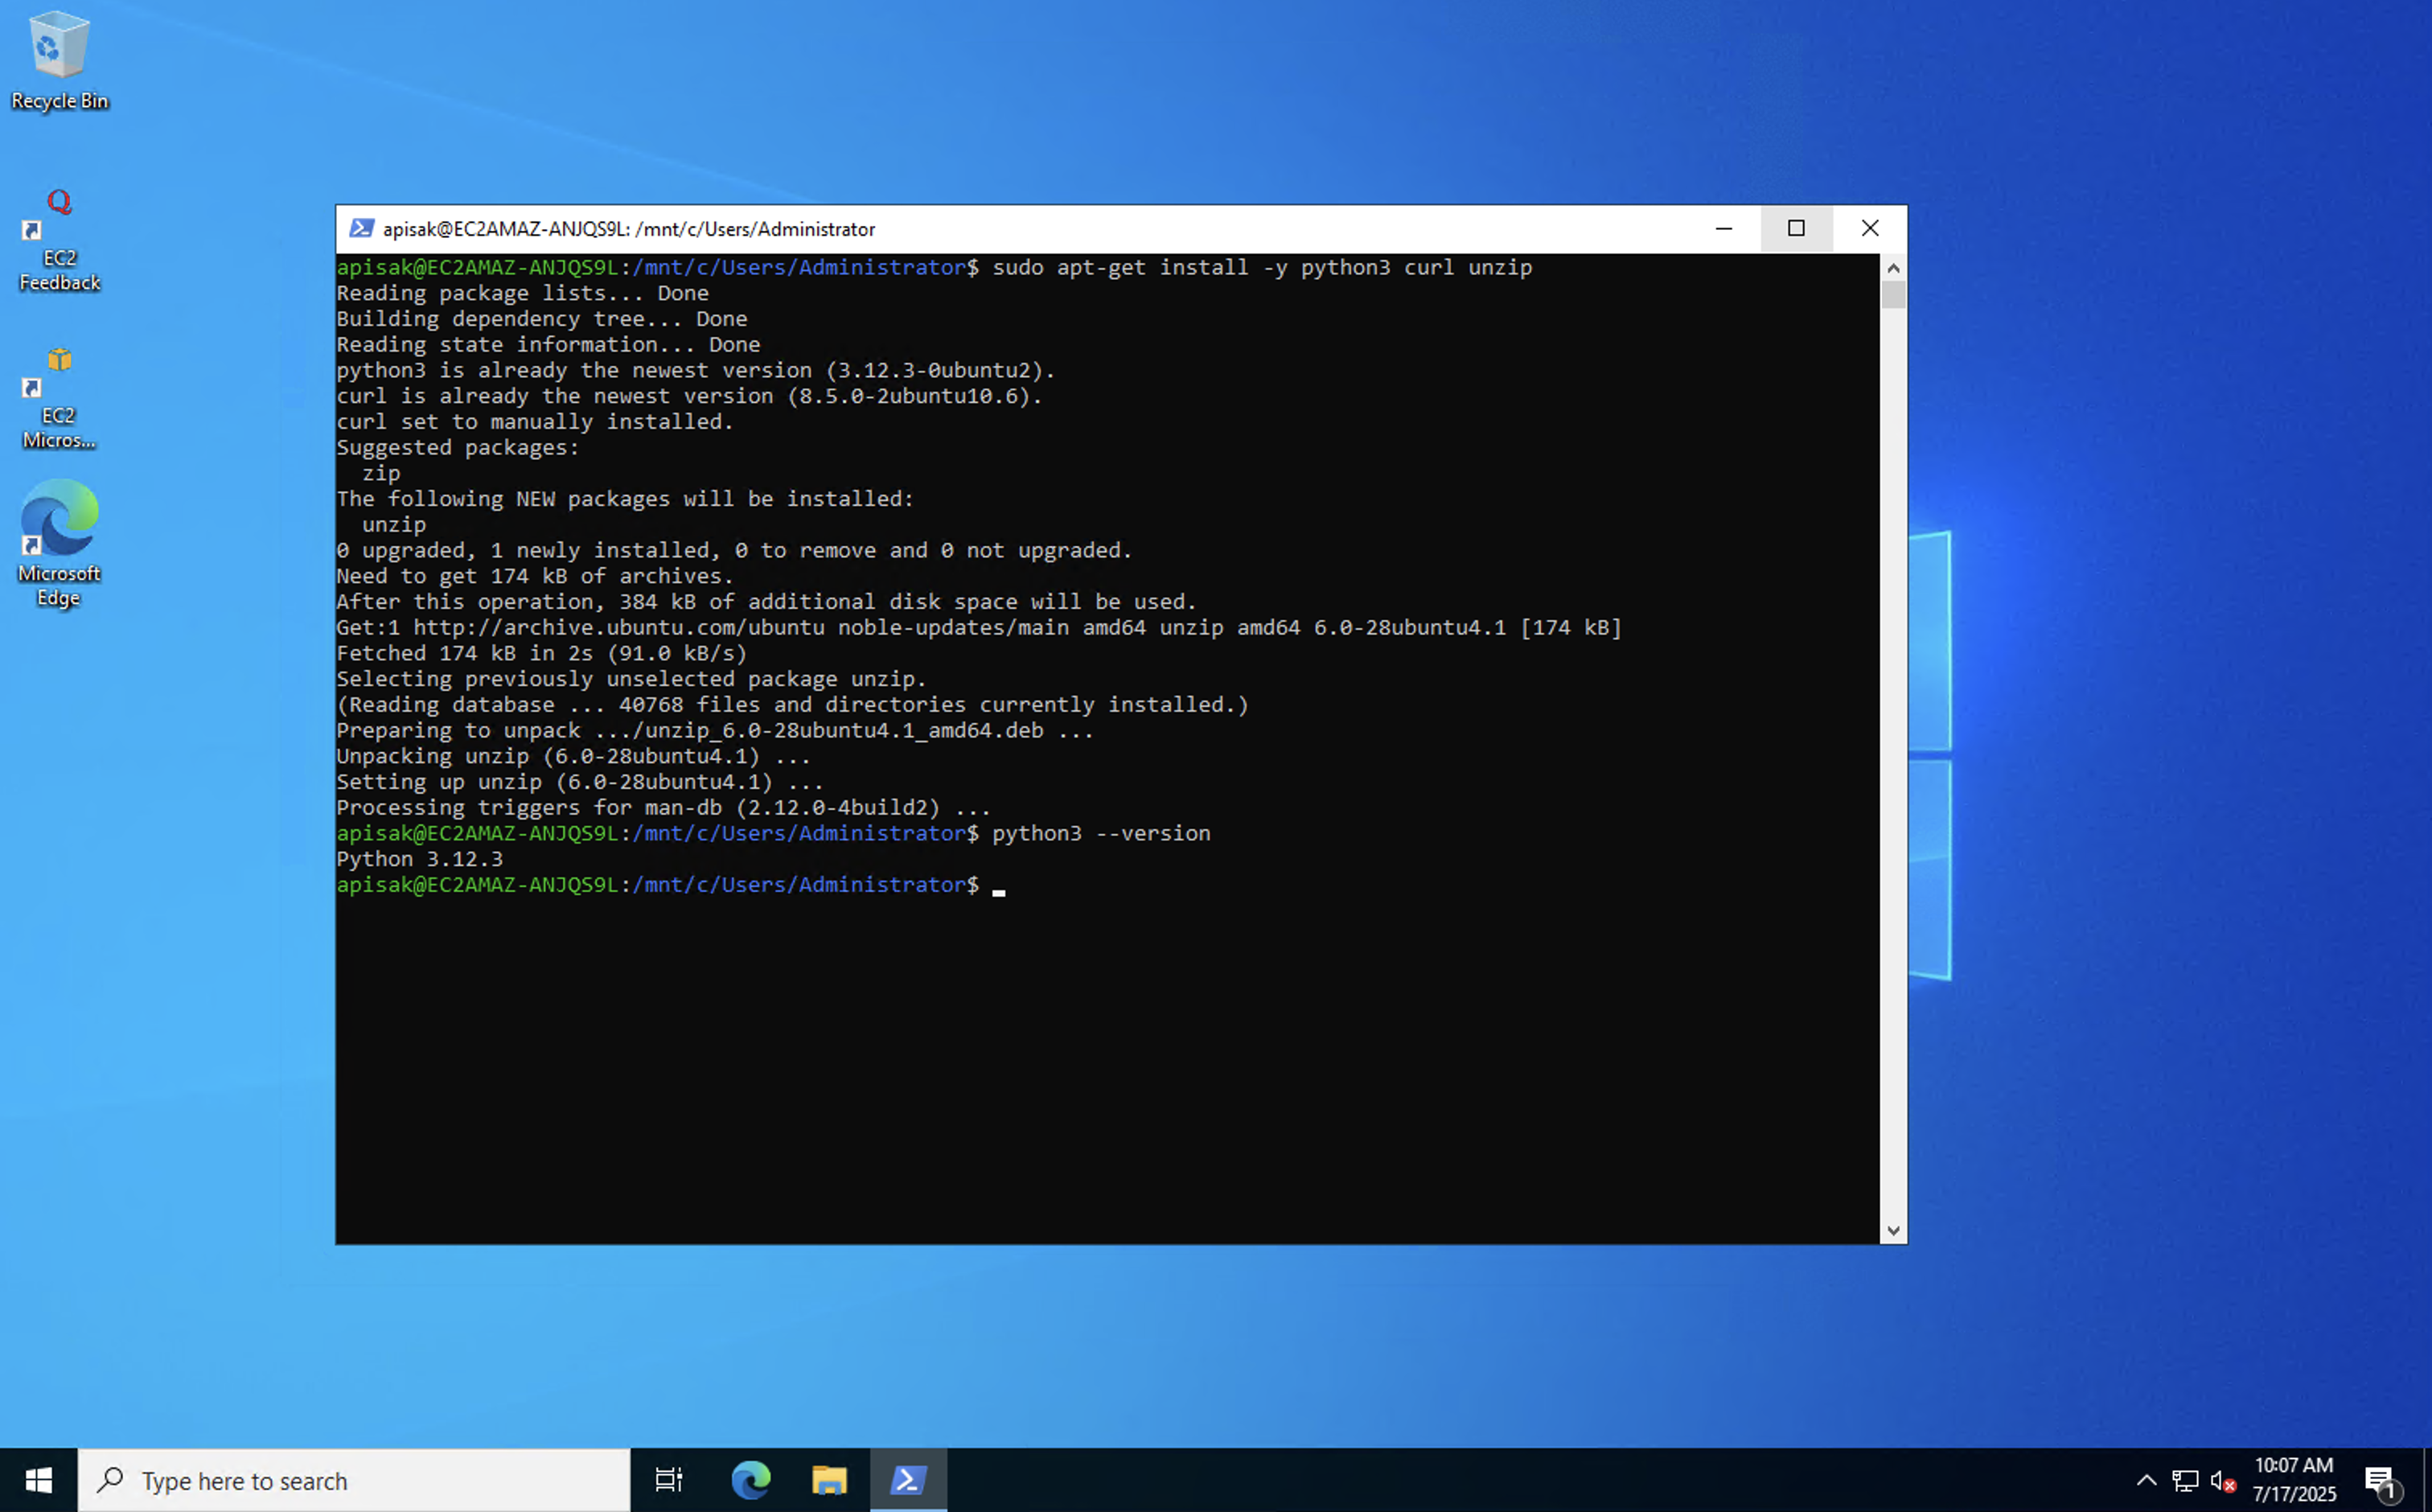 Recycle Bin
EC2
Feedback
EC2
Micros...
Microsoft
Edge
apisak@EC2AMAZ-ANJQS9L: /mnt/c/Users/Administrator
apisak@EC2AMAZ-ANJQS9L:/mnt/c/Users/Administrator$ sudo apt-get install -y python3 curl unzip
Reading package lists... Done
Building dependency tree... Done
Reading state information... Done
python3 is already the newest version (3.12.3-0ubuntu2).
curl is already the newest version (8.5.0-2ubuntu10.6).
curl set to manually installed.
Suggested packages:
  zip
The following NEW packages will be installed:
  unzip
0 upgraded, 1 newly installed, 0 to remove and 0 not upgraded.
Need to get 174 kB of archives.
After this operation, 384 kB of additional disk space will be used.
Get:1 http://archive.ubuntu.com/ubuntu noble-updates/main amd64 unzip amd64 6.0-28ubuntu4.1 [174 kB]
Fetched 174 kB in 2s (91.0 kB/s)
Selecting previously unselected package unzip.
(Reading database ... 40768 files and directories currently installed.)
Preparing to unpack .../unzip_6.0-28ubuntu4.1_amd64.deb ...
Unpacking unzip (6.0-28ubuntu4.1) ...
Setting up unzip (6.0-28ubuntu4.1) ...
Processing triggers for man-db (2.12.0-4build2) ...
apisak@EC2AMAZ-ANJQS9L:/mnt/c/Users/Administrator$ python3 --version
Python 3.12.3
apisak@EC2AMAZ-ANJQS9L:/mnt/c/Users/Administrator$
Type here to search
10:07 AM
7/17/2025
1